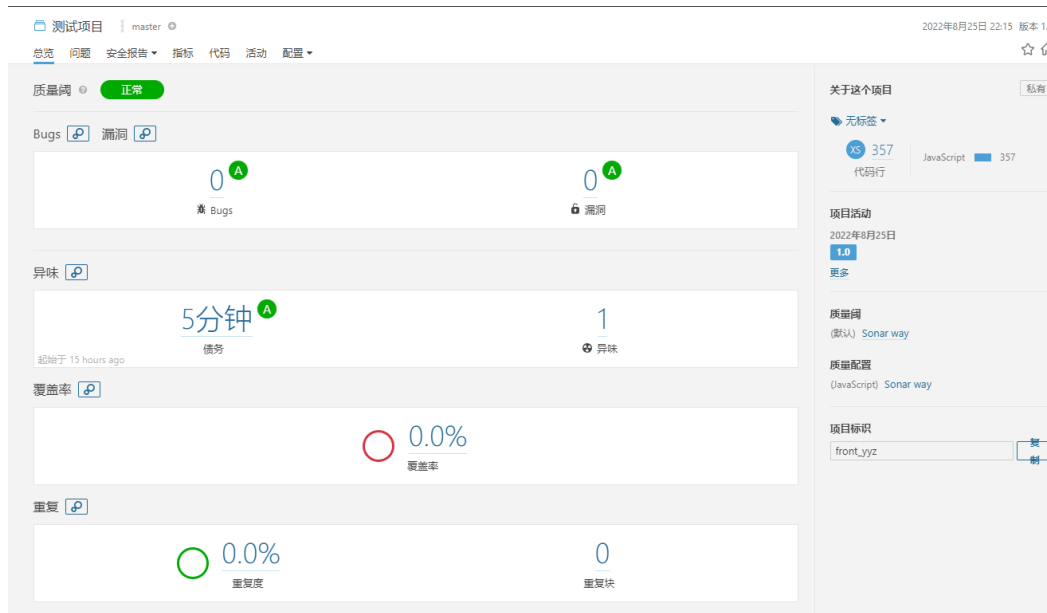 测试项目 master
2022年8月25日 22:15 版本 1.
总览 问题 安全报告 指标 代码 活动 配置
质量阈 ? 正常
Bugs 漏洞
0 A
Bugs
0 A
漏洞
异味
5分钟 A
债务
起始于 15 hours ago
1
异味
覆盖率
0.0%
覆盖率
重复
0.0%
重复度
0
重复块
关于这个项目 私有
无标签
XS 357
代码行
JavaScript 357
项目活动
2022年8月25日
1.0
更多
质量阈
(默认) Sonar way
质量配置
(JavaScript) Sonar way
项目标识
front_yyz
复
制